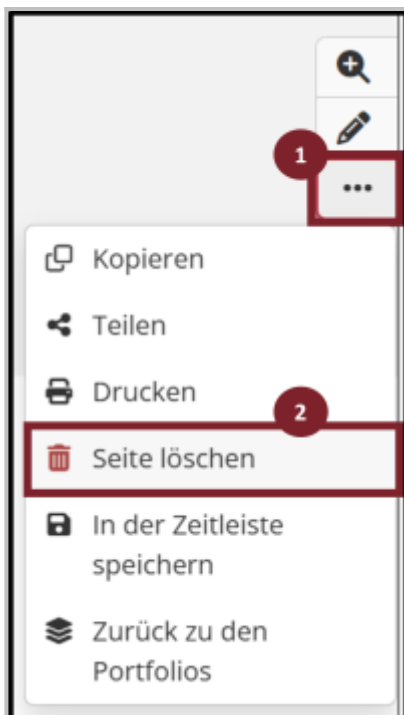 1
•••
Kopieren
Teilen
Drucken
2
Seite löschen
In der Zeitleiste
speichern
Zurück zu den
Portfolios